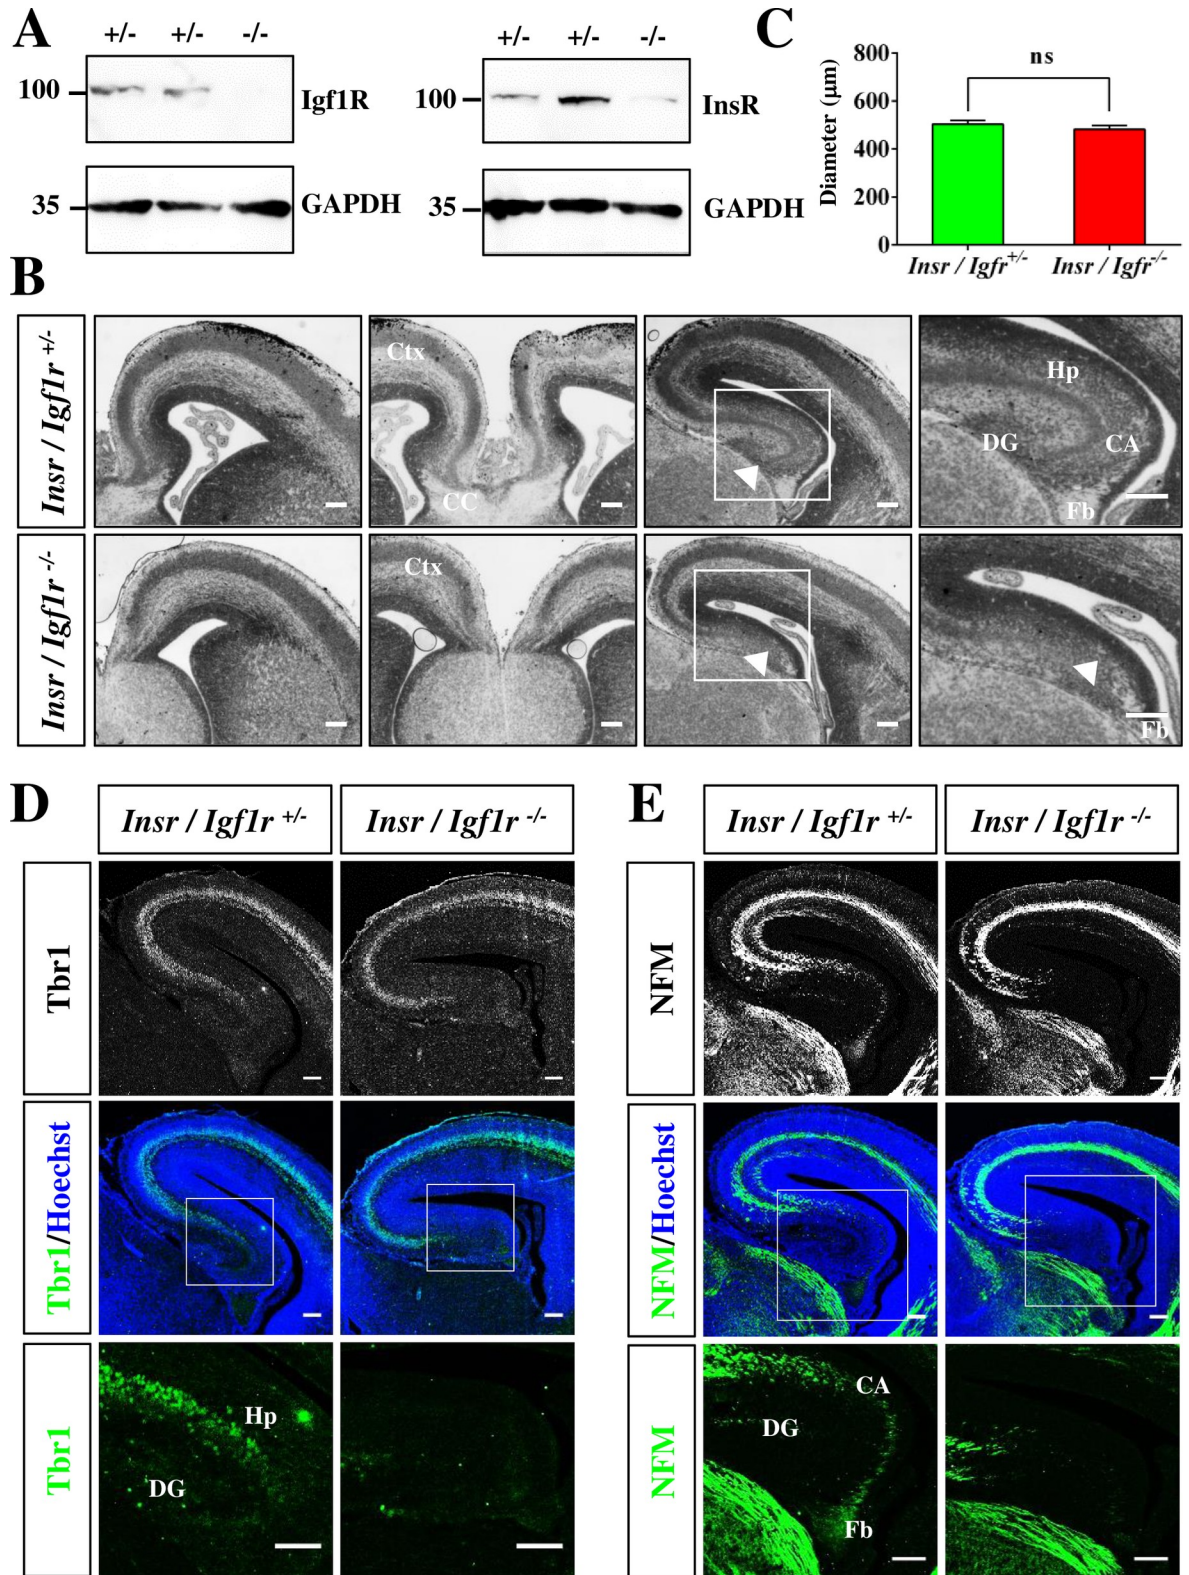 A
+/- +/- -/-
100
Igf1R
35
GAPDH
+/- +/- -/-
100
InsR
35
GAPDH
C
Diameter (μm)
800
600
400
200
0
ns
Insr / Igfr+/-
Insr / Igfr-/-
B
Insr / Igf1r +/-
Ctx
CC
Hp
DG
CA
Fb
Insr / Igf1r -/-
Ctx
Fb
D
Insr / Igf1r +/-
Insr / Igf1r -/-
Tbr1
Tbr1/Hoechst
Tbr1
Hp
DG
E
Insr / Igf1r +/-
Insr / Igf1r -/-
NFM
NFM/Hoechst
NFM
CA
DG
Fb